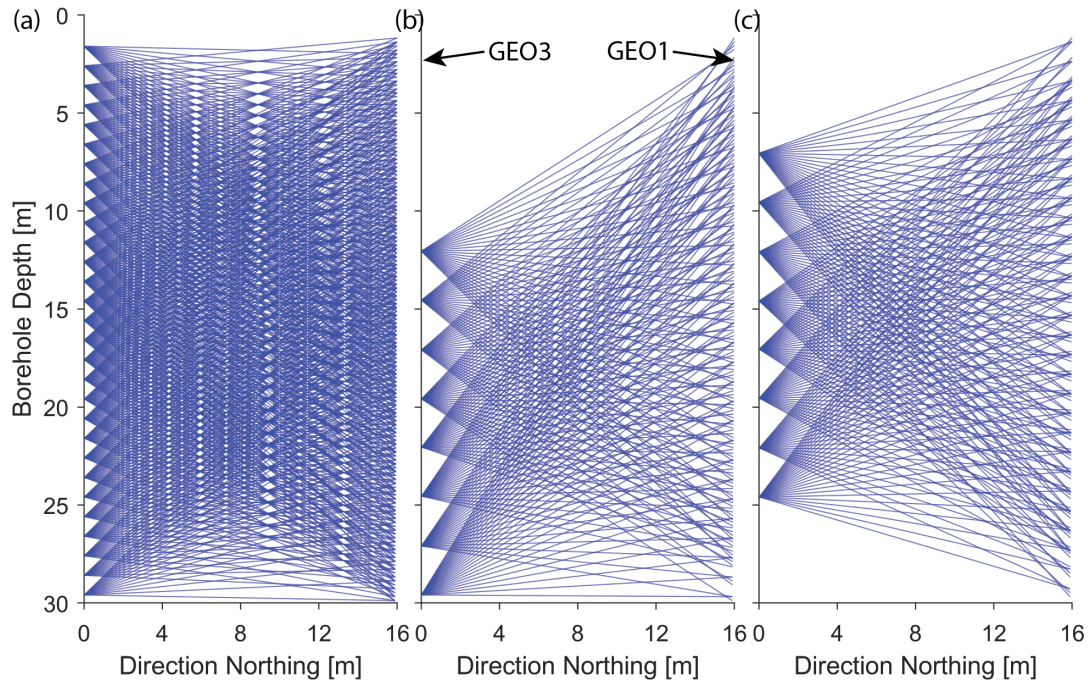 (a)
(b)
(c)
GEO3
GEO1
0
5
10
15
20
25
30
Borehole Depth [m]
0
4
8
12
16
0
4
8
12
16
0
4
8
12
16
Direction Northing [m]
Direction Northing [m]
Direction Northing [m]